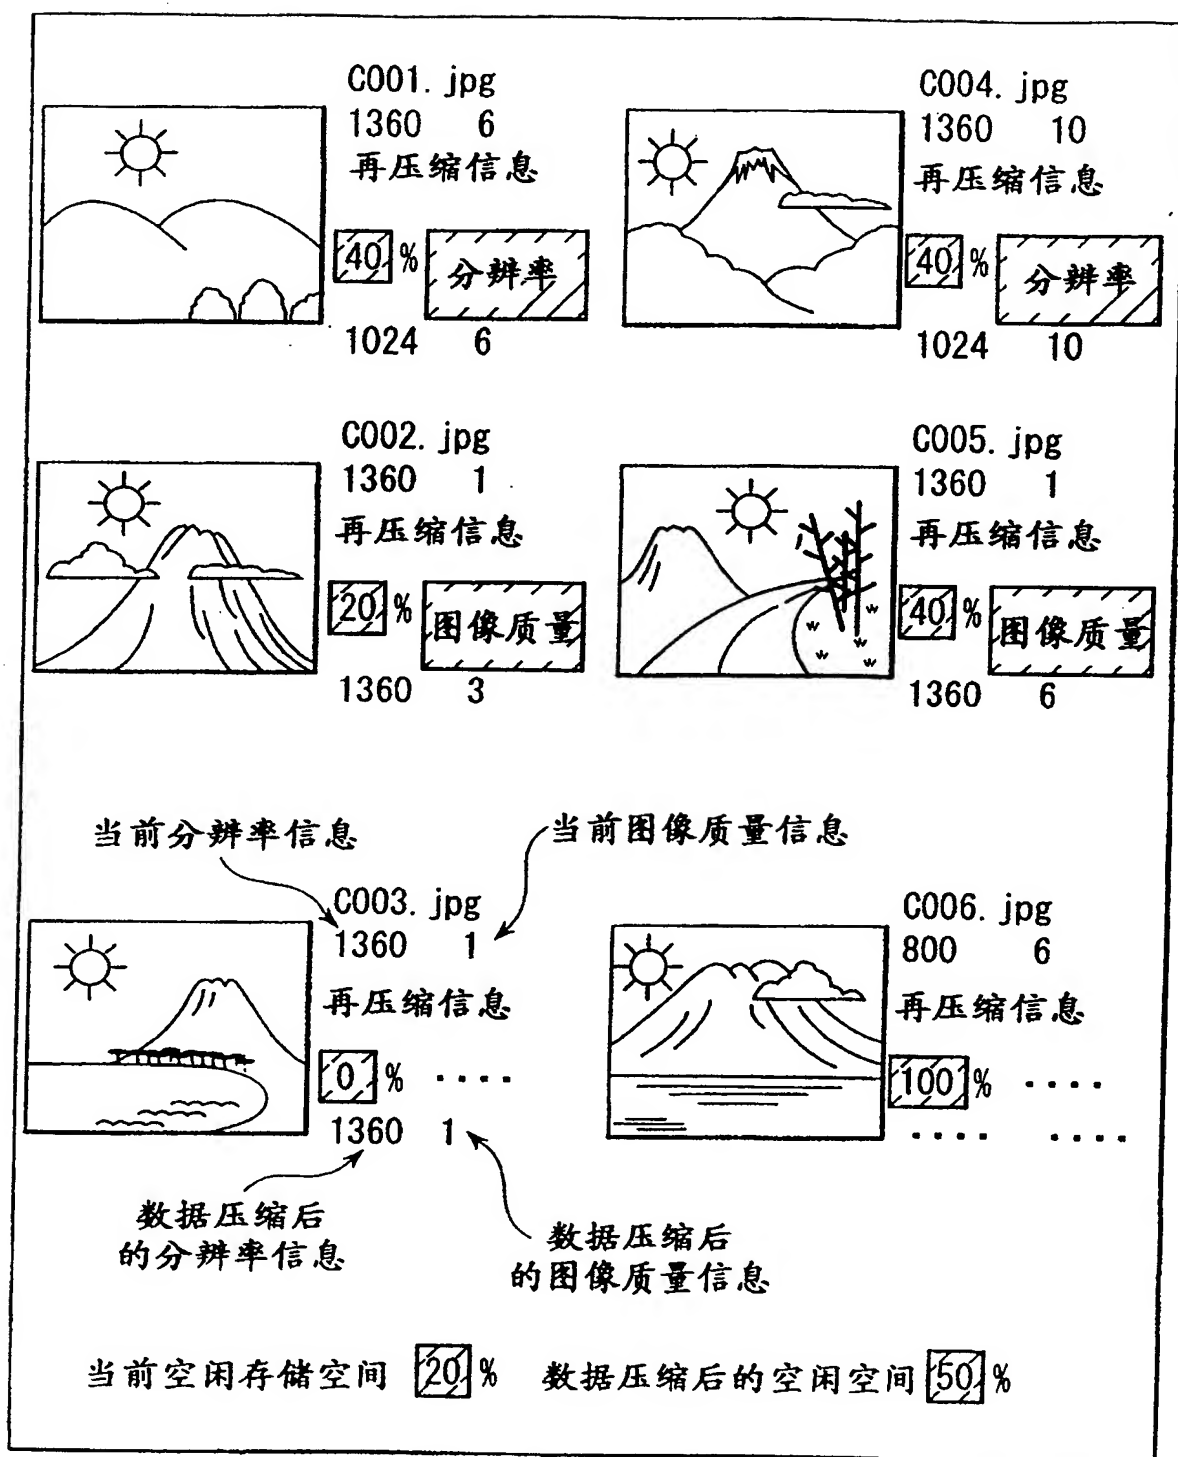 C001. jpg
1360 6
再压缩信息
40 % 分辨率
1024 6
C004. jpg
1360 10
再压缩信息
40 % 分辨率
1024 10
C002. jpg
1360 1
再压缩信息
20 % 图像质量
1360 3
C005. jpg
1360 1
再压缩信息
40 % 图像质量
1360 6
当前分辨率信息
当前图像质量信息
C003. jpg
1360 1
再压缩信息
0 % ....
1360 1
C006. jpg
800 6
再压缩信息
100 % ....
.... ....
数据压缩后
的分辨率信息
数据压缩后
的图像质量信息
当前空闲存储空间 20 % 数据压缩后的空闲空间 50 %